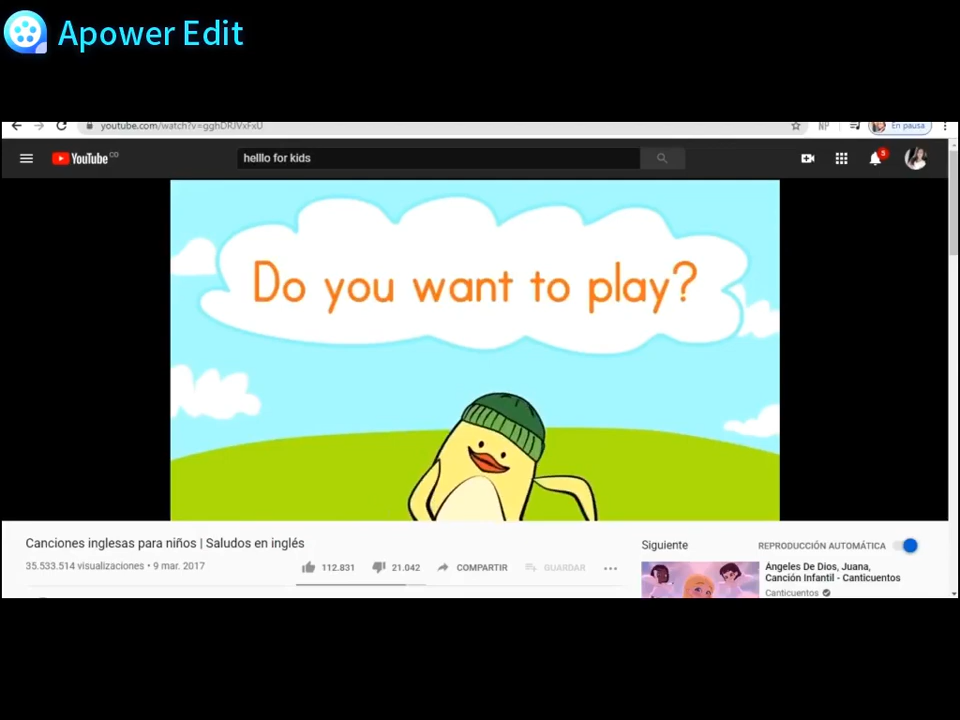 Apower Edit
youtube.com/watch?v=gghDRJVxFxU
NP
En pausa
YouTube CO
helllo for kids
5
Do you want to play?
Canciones inglesas para niños | Saludos en inglés
35.533.514 visualizaciones • 9 mar. 2017
112.831
21.042
COMPARTIR
GUARDAR
Siguiente
REPRODUCCIÓN AUTOMÁTICA
Angeles De Dios, Juana,
Canción Infantil - Canticuentos
Canticuentos